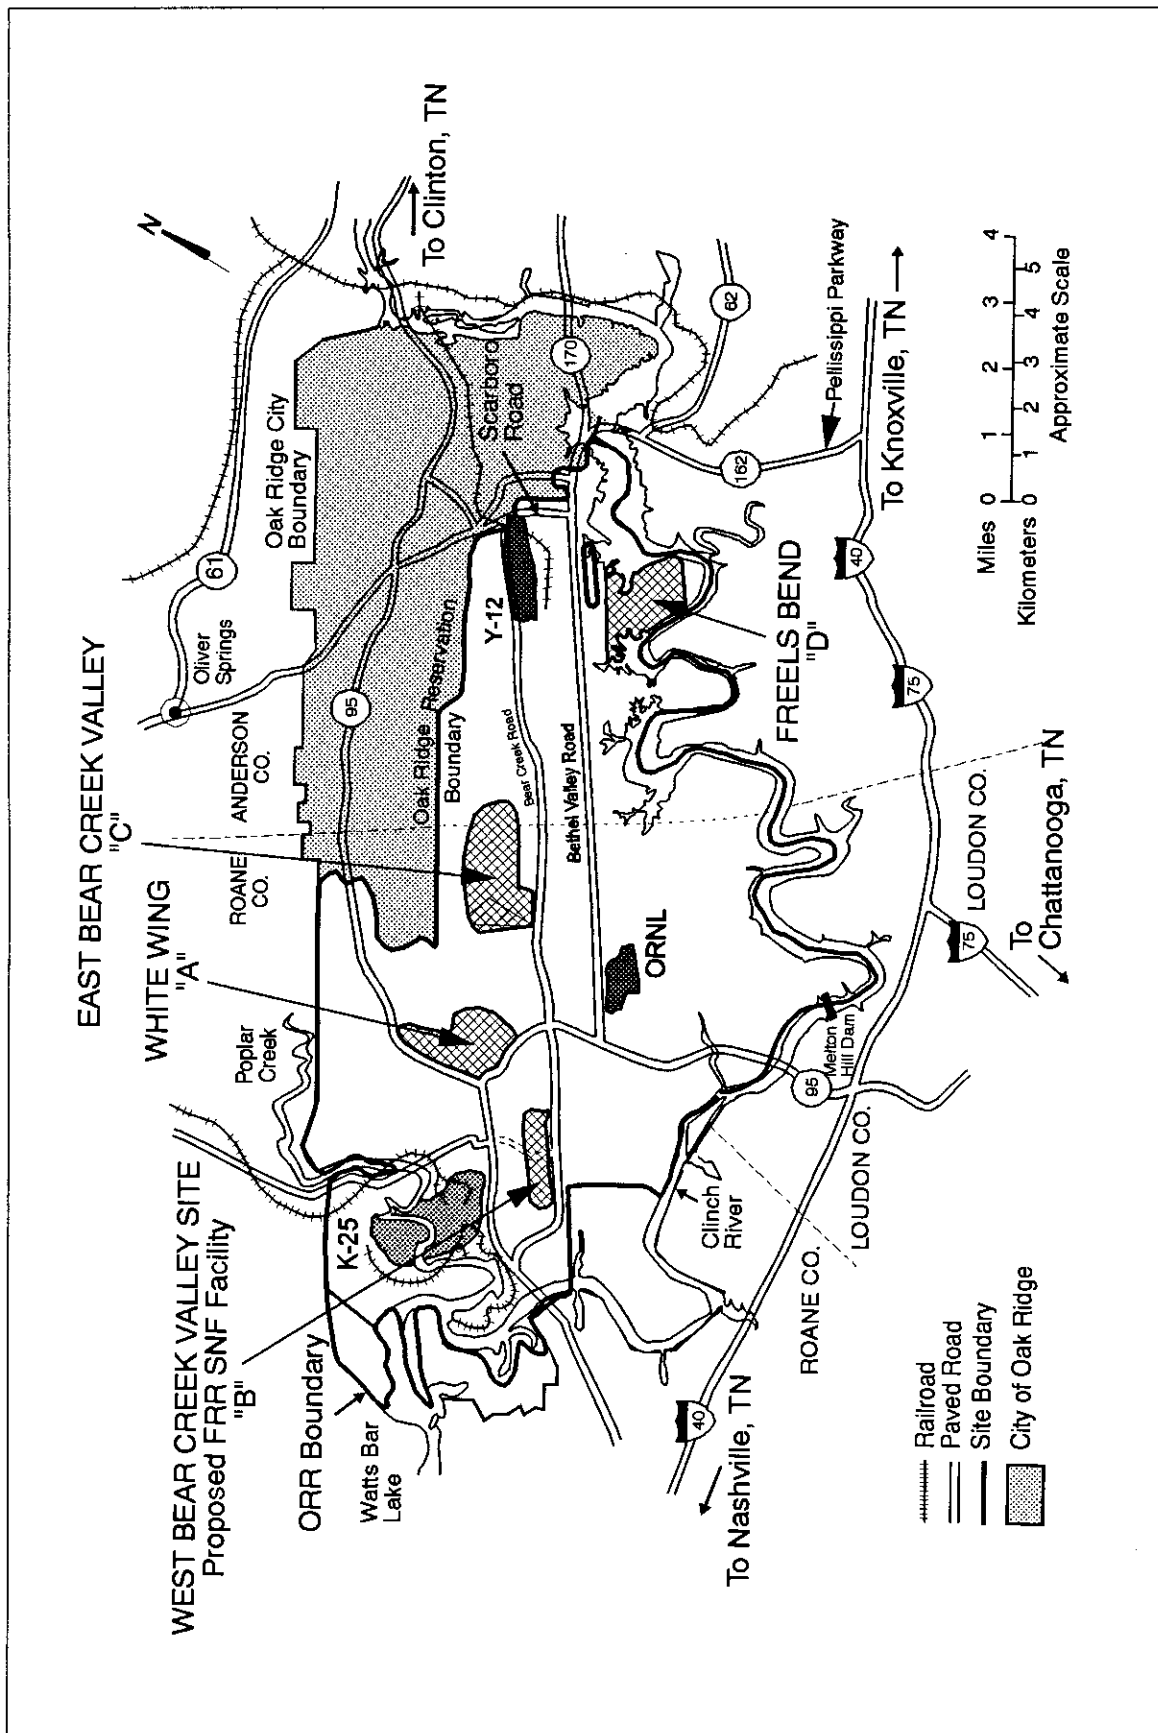 EAST BEAR CREEK VALLEY
"C"
WHITE WING
"A"
WEST BEAR CREEK VALLEY SITE
Proposed FRR SNF Facility
"B"
ROANE
CO.
ANDERSON
CO.
Oliver
Springs
61
N
Oak Ridge City
Boundary
To Clinton, TN
Poplar
Creek
95
Oak Ridge Reservation
Boundary
ORR Boundary
Watts Bar
Lake
K-25
Y-12
Scarboro
Road
Bear Creek Road
Bethel Valley Road
170
ORNL
FREELS BEND
"D"
62
162
Pellissippi Parkway
Clinch
River
Melton
Hill Dam
95
To Knoxville, TN
40
75
75
40
ROANE CO.
LOUDON CO.
LOUDON CO.
To Nashville, TN
To
Chattanooga, TN
Railroad
Paved Road
Site Boundary
City of Oak Ridge
Miles 0 1 2 3 4
Kilometers 0 1 2 3 4 5
Approximate Scale